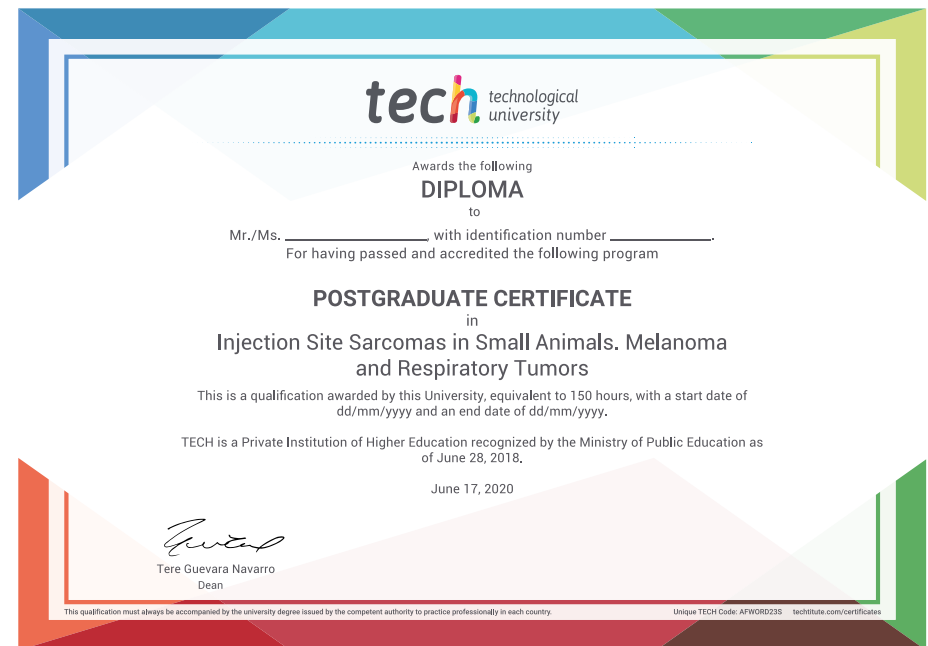 tech technological
university
Awards the following
DIPLOMA
to
Mr./Ms. ____________, with identification number ____________.
For having passed and accredited the following program
POSTGRADUATE CERTIFICATE
in
Injection Site Sarcomas in Small Animals. Melanoma
and Respiratory Tumors
This is a qualification awarded by this University, equivalent to 150 hours, with a start date of
dd/mm/yyyy and an end date of dd/mm/yyyy.
TECH is a Private Institution of Higher Education recognized by the Ministry of Public Education as
of June 28, 2018.
June 17, 2020
Tere Guevara Navarro
Dean
This qualification must always be accompanied by the university degree issued by the competent authority to practice professionally in each country.
Unique TECH Code: AFWORD23S techtitute.com/certificates